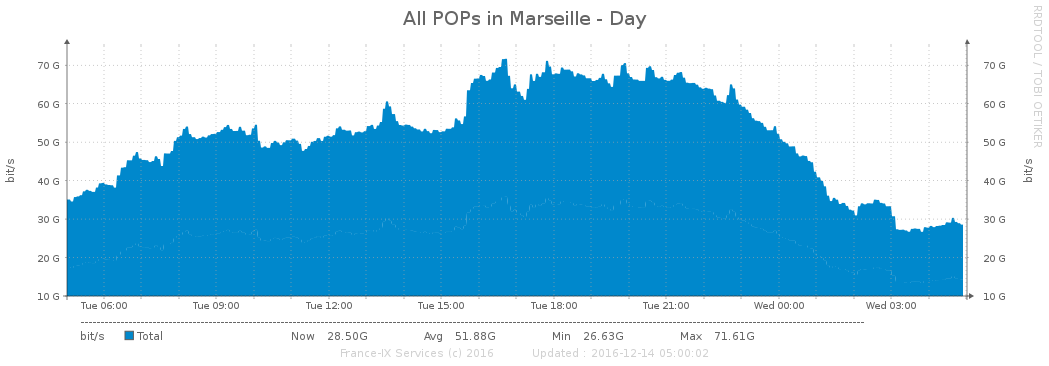 All POPs in Marseille - Day
RRDTOOL / TOBI OETIKER
bit/s
70 G
60 G
50 G
40 G
30 G
20 G
10 G
70 G
60 G
50 G
40 G
30 G
20 G
10 G
bit/s
Tue 06:00 Tue 09:00 Tue 12:00 Tue 15:00 Tue 18:00 Tue 21:00 Wed 00:00 Wed 03:00
bit/s Total Now 28.50G Avg 51.88G Min 26.63G Max 71.61G
France-IX Services (c) 2016 Updated : 2016-12-14 05:00:02